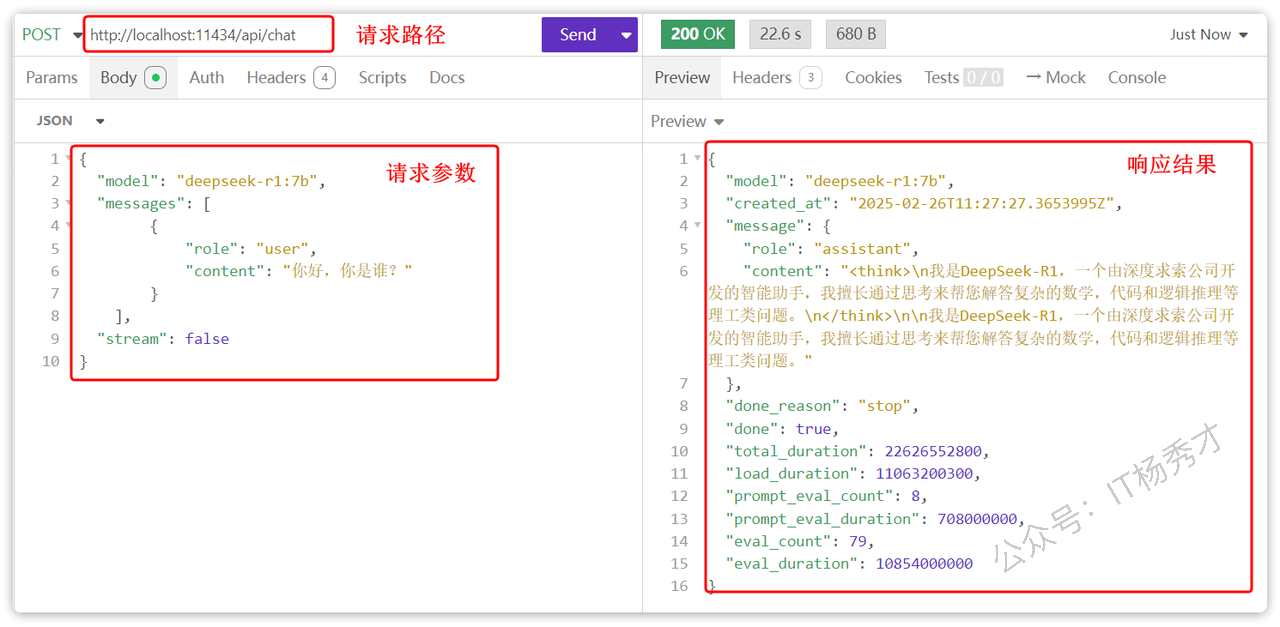 POST http://localhost:11434/api/chat 请求路径 Send
200 OK 22.6 s 680 B Just Now
Params Body Auth Headers 4 Scripts Docs
Preview Headers 3 Cookies Tests 0 / 0 → Mock Console
JSON
Preview
请求参数
1 {
2 "model": "deepseek-r1:7b",
3 "messages": [
4 {
5 "role": "user",
6 "content": "你好，你是谁？"
7 }
8 ],
9 "stream": false
10 }
响应结果
1 {
2 "model": "deepseek-r1:7b",
3 "created_at": "2025-02-26T11:27:27.3653995Z",
4 "message": {
5 "role": "assistant",
6 "content": "<think>\n我是DeepSeek-R1，一个由深度求索公司开
发的智能助手，我擅长通过思考来帮您解答复杂的数学，代码和逻辑推理等
理工类问题。\n</think>\n\n我是DeepSeek-R1，一个由深度求索公司开
发的智能助手，我擅长通过思考来帮您解答复杂的数学，代码和逻辑推理等
理工类问题。"
7 },
8 "done_reason": "stop",
9 "done": true,
10 "total_duration": 22626552800,
11 "load_duration": 11063200300,
12 "prompt_eval_count": 8,
13 "prompt_eval_duration": 708000000,
14 "eval_count": 79,
15 "eval_duration": 10854000000
16 }
公众号：IT杨秀才